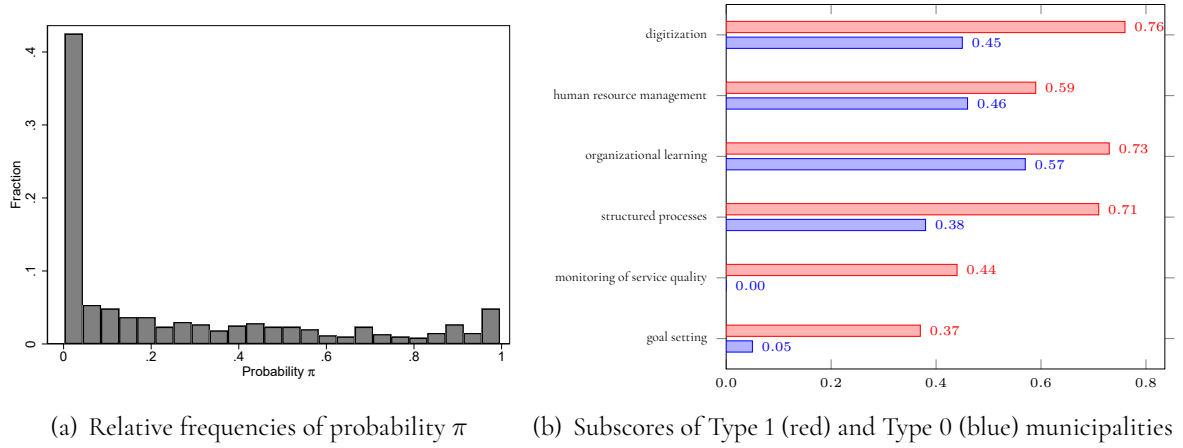 Fraction
.4
.3
.2
.1
0
0
.2
.4
.6
.8
1
Probability π
digitization
0.76
0.45
human resource management
0.59
0.46
organizational learning
0.73
0.57
structured processes
0.71
0.38
monitoring of service quality
0.44
0.00
goal setting
0.37
0.05
0.0
0.2
0.4
0.6
0.8
(a) Relative frequencies of probability π
(b) Subscores of Type 1 (red) and Type 0 (blue) municipalities